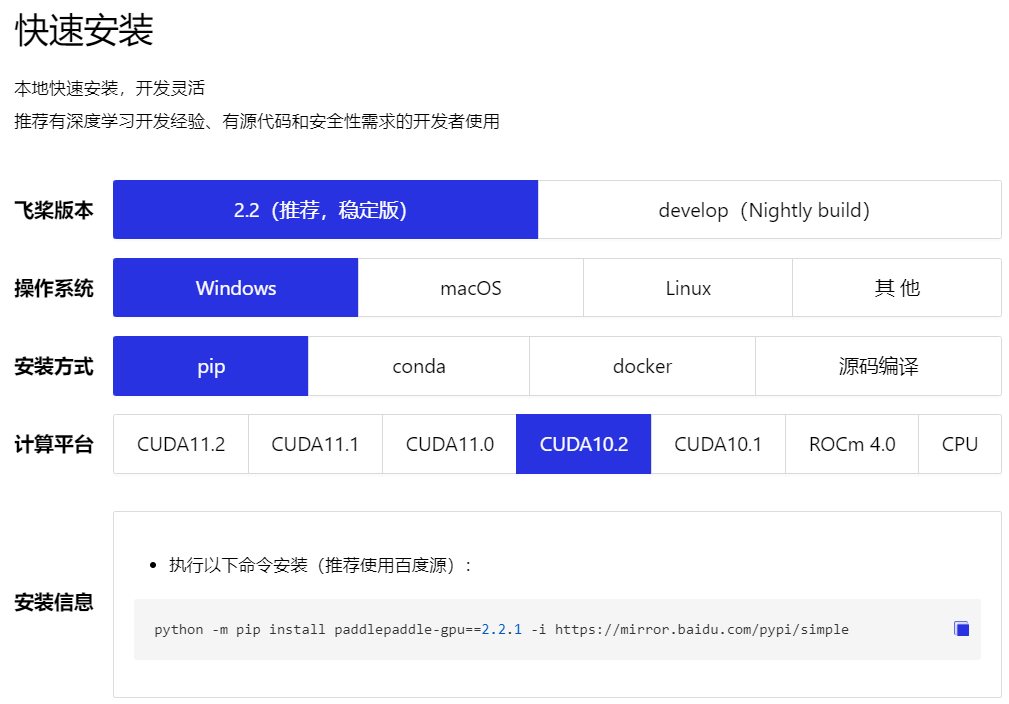 快速安装
本地快速安装，开发灵活
推荐有深度学习开发经验、有源代码和安全性需求的开发者使用
飞桨版本 2.2（推荐，稳定版） develop（Nightly build）
操作系统 Windows macOS Linux 其 他
安装方式 pip conda docker 源码编译
计算平台 CUDA11.2 CUDA11.1 CUDA11.0 CUDA10.2 CUDA10.1 ROCm 4.0 CPU
执行以下命令安装（推荐使用百度源）：
安装信息
python -m pip install paddlepaddle-gpu==2.2.1 -i https://mirror.baidu.com/pypi/simple